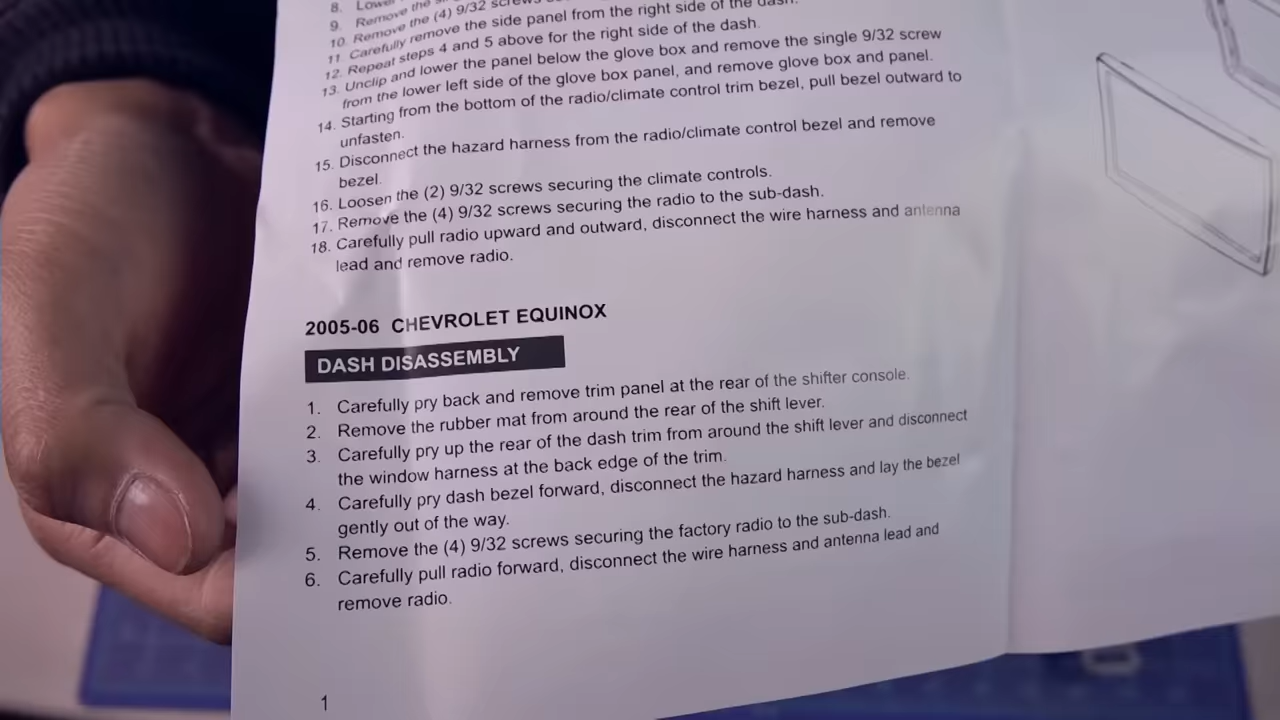 8. Lower
9. Remove the
10. Remove the (4) 9/32 screws
11. Carefully remove the side panel from the right side of the dash.
12. Repeat steps 4 and 5 above for the right side of the dash.
13. Unclip and lower the panel below the glove box and remove the single 9/32 screw
from the lower left side of the glove box panel, and remove glove box and panel.
14. Starting from the bottom of the radio/climate control trim bezel, pull bezel outward to
unfasten.
15. Disconnect the hazard harness from the radio/climate control bezel and remove
bezel.
16. Loosen the (2) 9/32 screws securing the climate controls.
17. Remove the (4) 9/32 screws securing the radio to the sub-dash.
18. Carefully pull radio upward and outward, disconnect the wire harness and antenna
lead and remove radio.
2005-06 CHEVROLET EQUINOX
DASH DISASSEMBLY
1. Carefully pry back and remove trim panel at the rear of the shifter console.
2. Remove the rubber mat from around the rear of the shift lever.
3. Carefully pry up the rear of the dash trim from around the shift lever and disconnect
the window harness at the back edge of the trim.
4. Carefully pry dash bezel forward, disconnect the hazard harness and lay the bezel
gently out of the way.
5. Remove the (4) 9/32 screws securing the factory radio to the sub-dash.
6. Carefully pull radio forward, disconnect the wire harness and antenna lead and
remove radio.
1